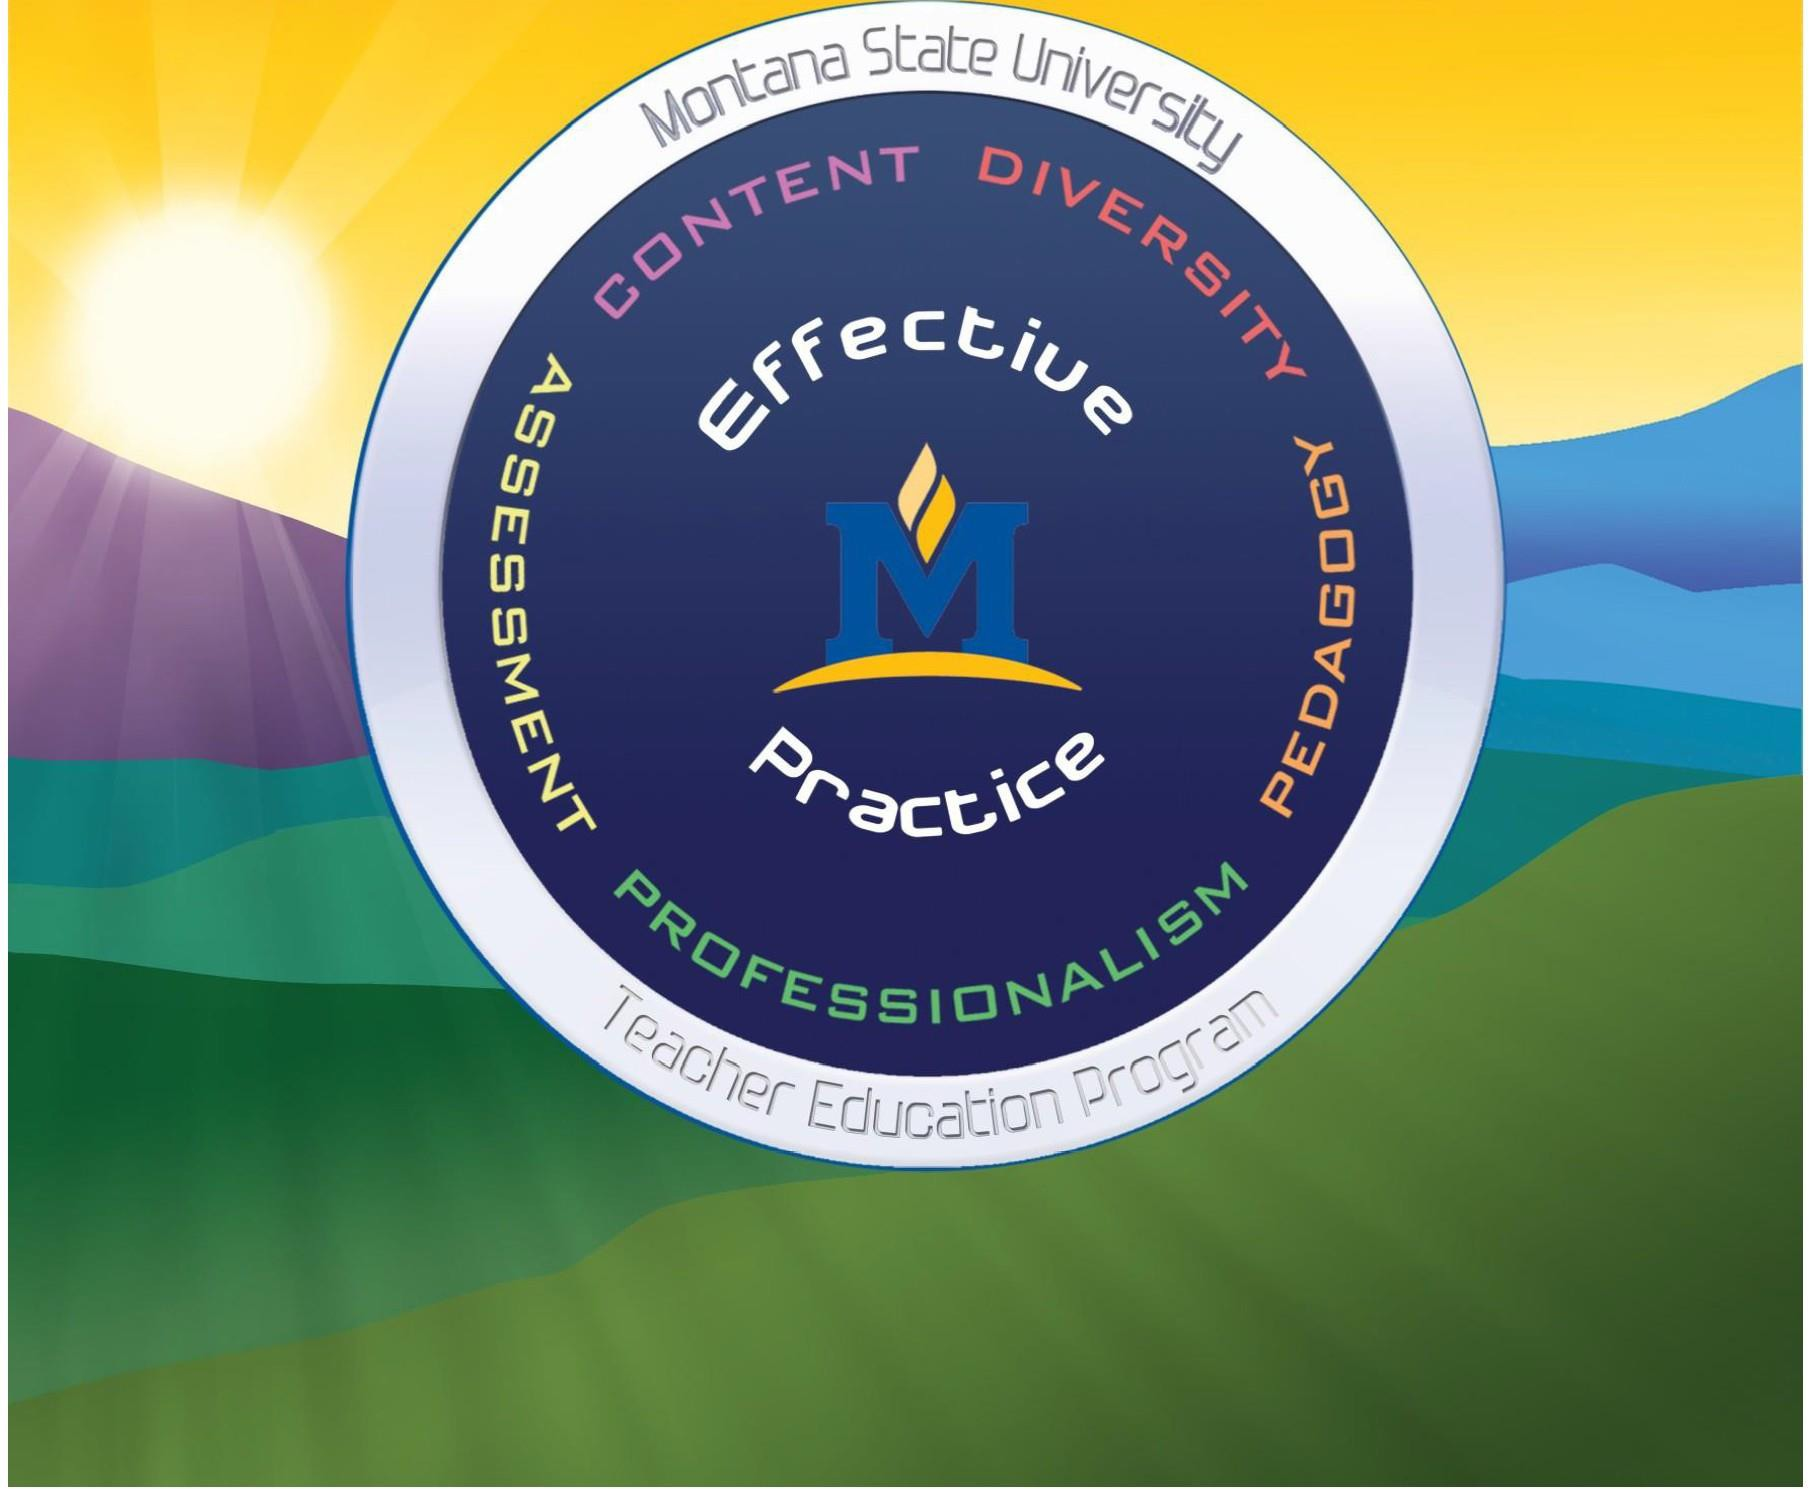 Montana State University
CONTENT
DIVERSITY
PEDAGOGY
PROFESSIONALISM
ASSESSMENT
Effective
M
Practice
Teacher Education Program